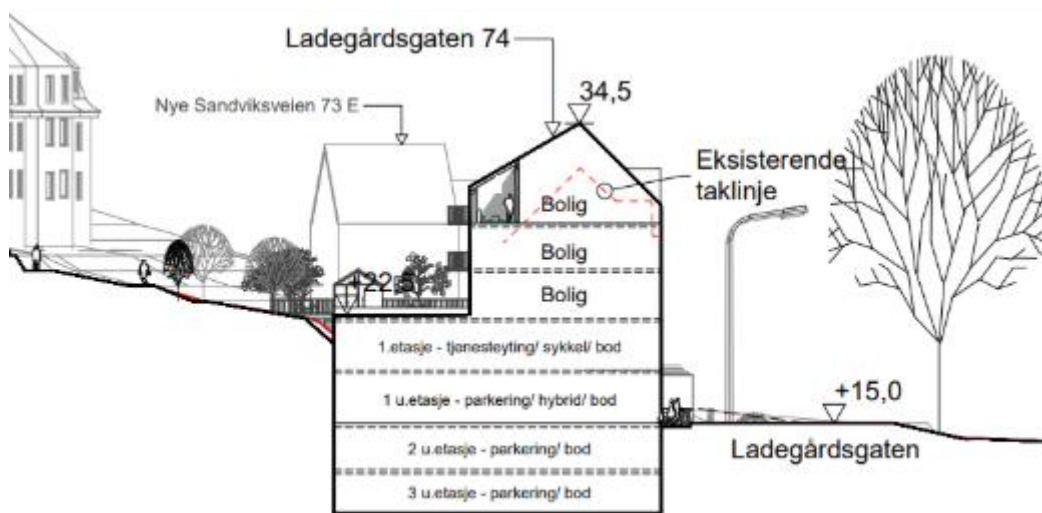 Ladegårdsgaten 74
34,5
Nye Sandviksveien 73 E
Eksisterende
taklinje
Bolig
Bolig
Bolig
+22,5
1.etasje - tjenesteyting/ sykkel/ bod
1 u.etasje - parkering/ hybrid/ bod
+15,0
Ladegårdsgaten
2 u.etasje - parkering/ bod
3 u.etasje - parkering/ bod